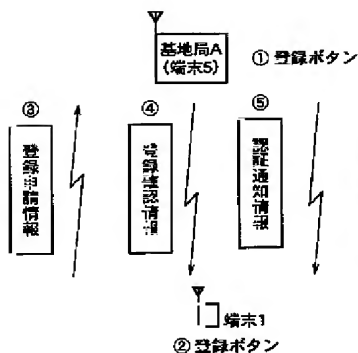 基地局A
(端末5)
① 登録ボタン
③
④
⑤
登録申請情報
登録確認情報
認証通知情報
端末1
② 登録ボタン